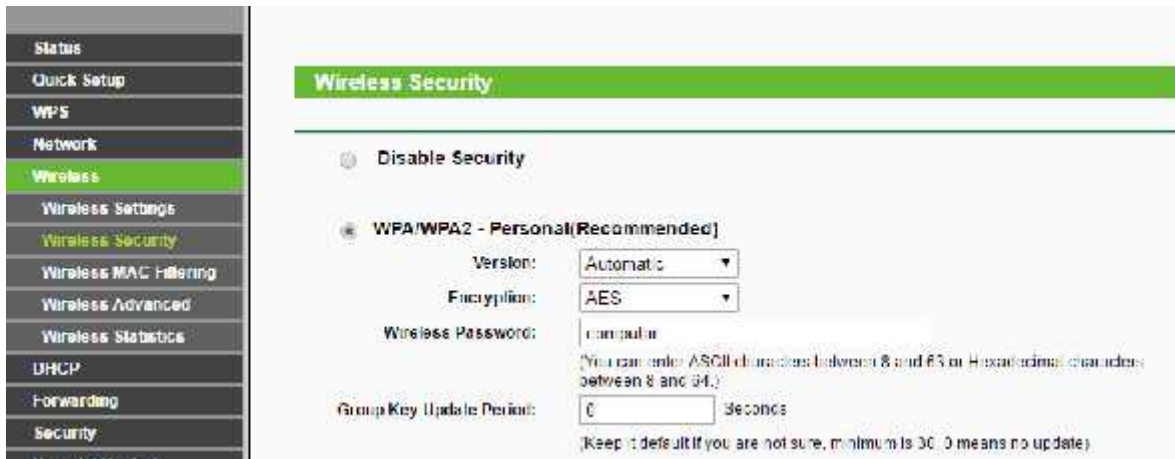 Status
Quick Setup
WPS
Network
Wireless
Wireless Settings
Wireless Security
Wireless MAC Filtering
Wireless Advanced
Wireless Statistics
DHCP
Forwarding
Security
Wireless Security
Disable Security
WPA/WPA2 - Personal(Recommended)
Version: Automatic
Encryption: AES
Wireless Password:
(You can enter ASCII characters between 8 and 63 or Hexadecimal characters
between 8 and 64.)
Group Key Update Period: 0 Seconds
(Keep it default if you are not sure, minimum is 30, 0 means no update)